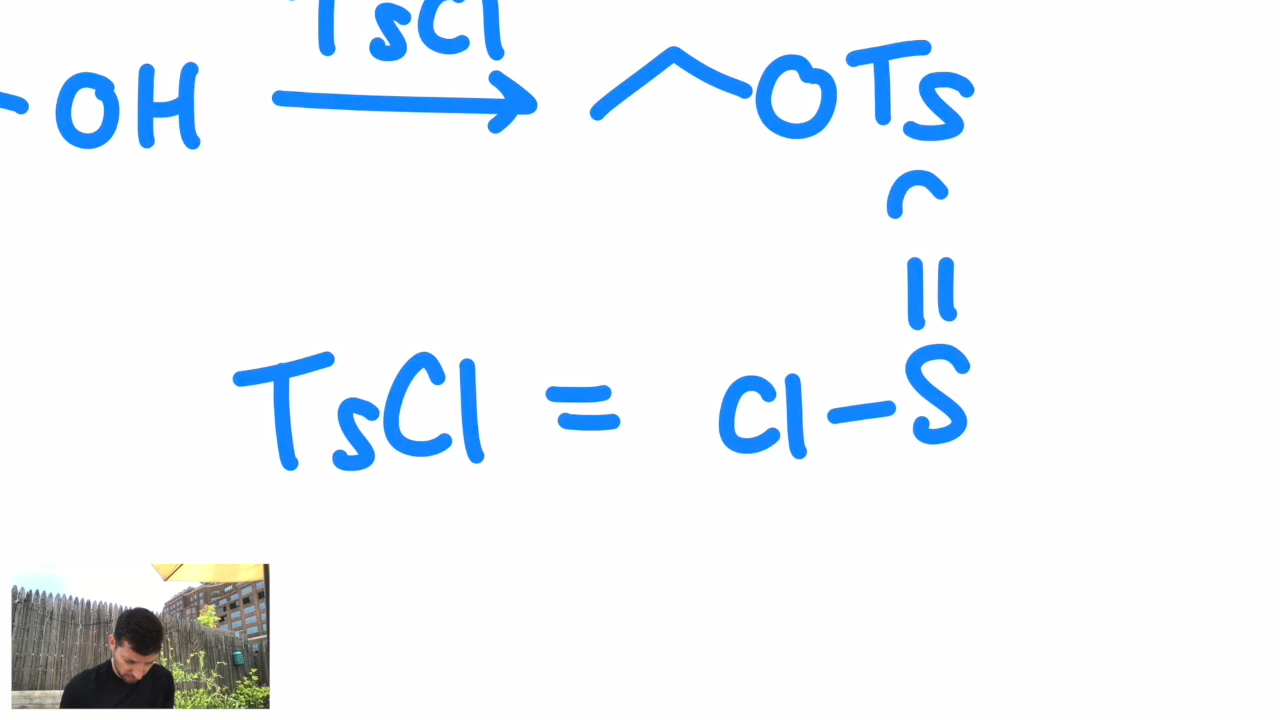 TsCl
OH OTs
TsCl = Cl-S